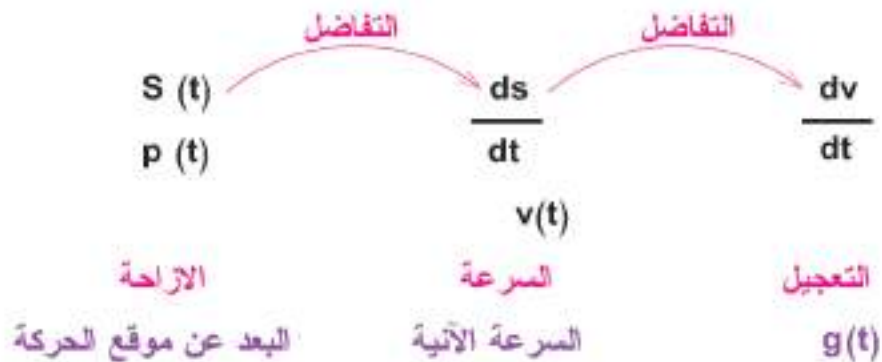 التفاضل التفاضل
S (t) ds dv
p (t) dt dt
v(t)
الازاحة السرعة التعجيل
البعد عن موقع الحركة السرعة الآنية g(t)